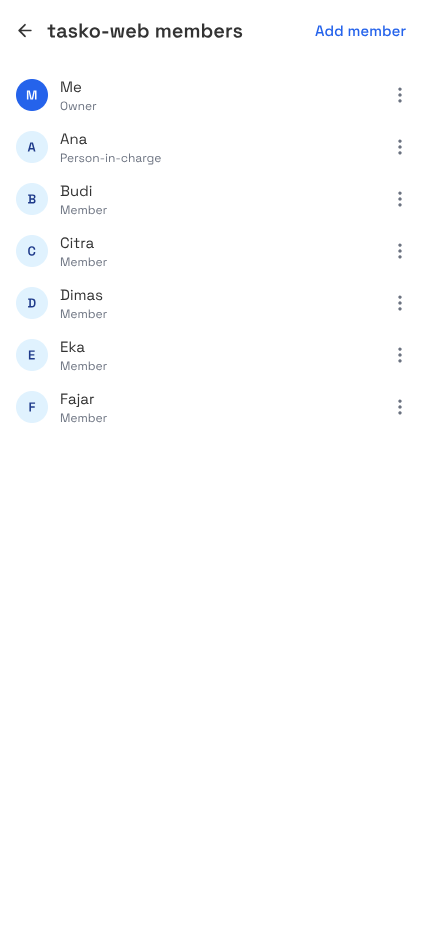 tasko-web members
Add member
M
Me
Owner
A
Ana
Person-in-charge
B
Budi
Member
C
Citra
Member
D
Dimas
Member
E
Eka
Member
F
Fajar
Member